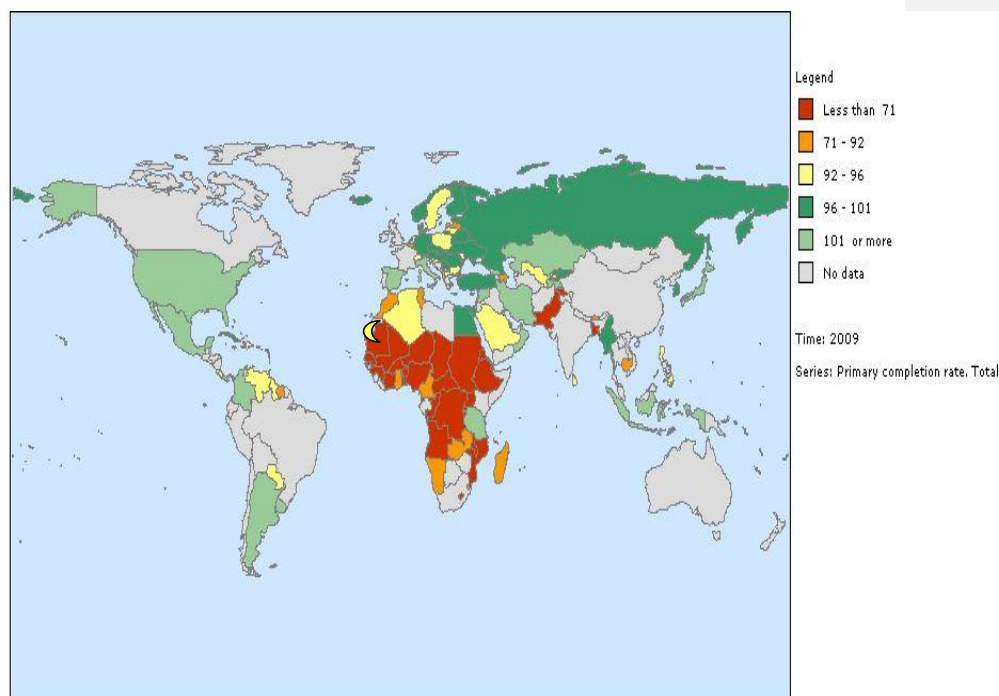 Legend
Less than 71
71 - 92
92 - 96
96 - 101
101 or more
No data
Time: 2009
Series: Primary completion rate. Total